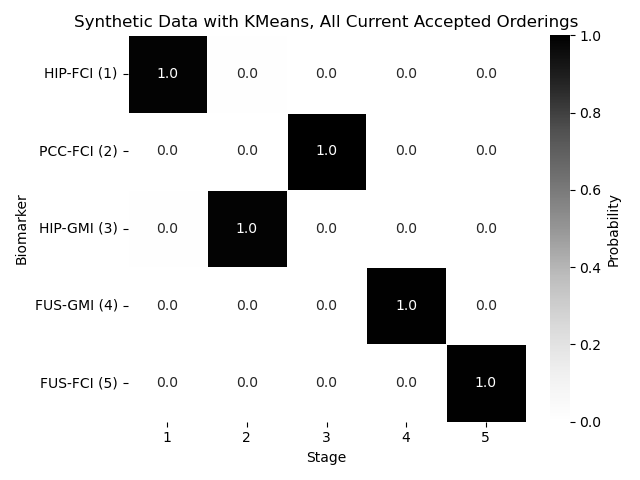 Synthetic Data with KMeans, All Current Accepted Orderings
Biomarker
HIP-FCI (1) 1.0 0.0 0.0 0.0 0.0
PCC-FCI (2) 0.0 0.0 1.0 0.0 0.0
HIP-GMI (3) 0.0 1.0 0.0 0.0 0.0
FUS-GMI (4) 0.0 0.0 0.0 1.0 0.0
FUS-FCI (5) 0.0 0.0 0.0 0.0 1.0
1 2 3 4 5
Stage
1.0
0.8
0.6
0.4
0.2
0.0
Probability